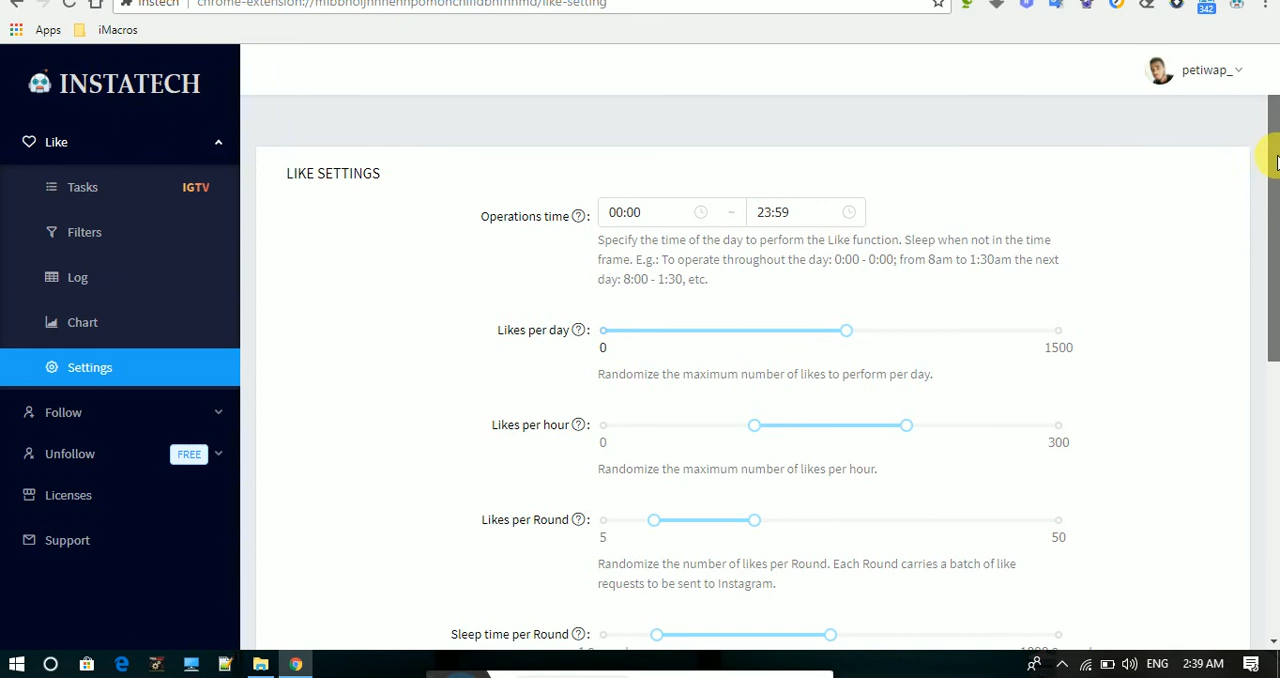 Instech
342
Apps
iMacros
INSTATECH
petiwap_
Like
LIKE SETTINGS
Tasks IGTV
Operations time ? : 00:00 ~ 23:59
Filters
Specify the time of the day to perform the Like function. Sleep when not in the time
frame. E.g.: To operate throughout the day: 0:00 - 0:00; from 8am to 1:30am the next
day: 8:00 - 1:30, etc.
Log
Chart
Likes per day ? :
0 1500
Settings
Randomize the maximum number of likes to perform per day.
Follow
Likes per hour ? :
0 300
Unfollow FREE
Randomize the maximum number of likes per hour.
Licenses
Likes per Round ? :
5 50
Support
Randomize the number of likes per Round. Each Round carries a batch of like
requests to be sent to Instagram.
Sleep time per Round ? :
ENG 2:39 AM